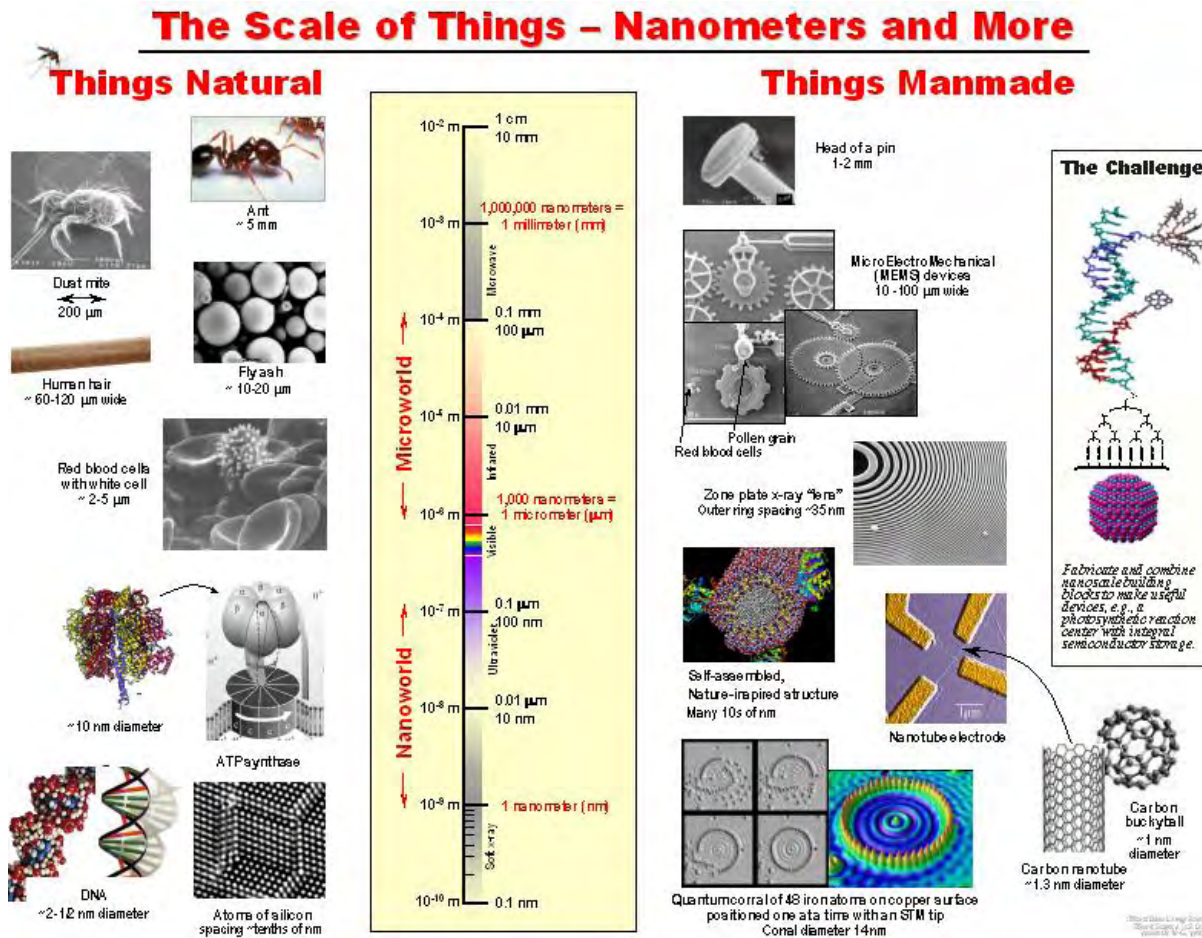 The Scale of Things – Nanometers and More
Things Natural
Things Manmade
Ant
~ 5 mm
Dust mite
200 µm
Fly ash
~ 10-20 µm
Human hair
~ 60-120 µm wide
Red blood cells
with white cell
~ 2-5 µm
~10 nm diameter
ATP synthase
DNA
~2-1/2 nm diameter
Atoms of silicon
spacing ~tenths of nm
Microworld
Nanoworld
10-2 m
1 cm
10 mm
1,000,000 nanometers =
10-3 m
1 millimeter (mm)
Microwave
10-4 m
0.1 mm
100 µm
10-5 m
0.01 mm
10 µm
Infrared
1,000 nanometers =
10-6 m
1 micrometer (µm)
Visible
10-7 m
0.1 µm
100 nm
Ultraviolet
10-8 m
0.01 µm
10 nm
10-9 m
1 nanometer (nm)
Soft x-ray
10-10 m
0.1 nm
Head of a pin
1-2 mm
MicroElectroMechanical
(MEMS) devices
10 -100 µm wide
Pollen grain
Red blood cells
Zone plate x-ray “lens”
Outer ring spacing ~35 nm
Self-assembled,
Nature-inspired structure
Many 10s of nm
1µm
Nanotube electrode
Carbon
buckyball
~1 nm
diameter
Carbon nanotube
~1.3 nm diameter
Quantum corral of 48 iron atoms on copper surface
positioned one at a time with an STM tip
Corral diameter 14 nm
The Challenge
Fabricate and combine
nanoscale building
blocks to make useful
devices, e.g., a
photosynthetic reaction
center with integral
semiconductor storage.